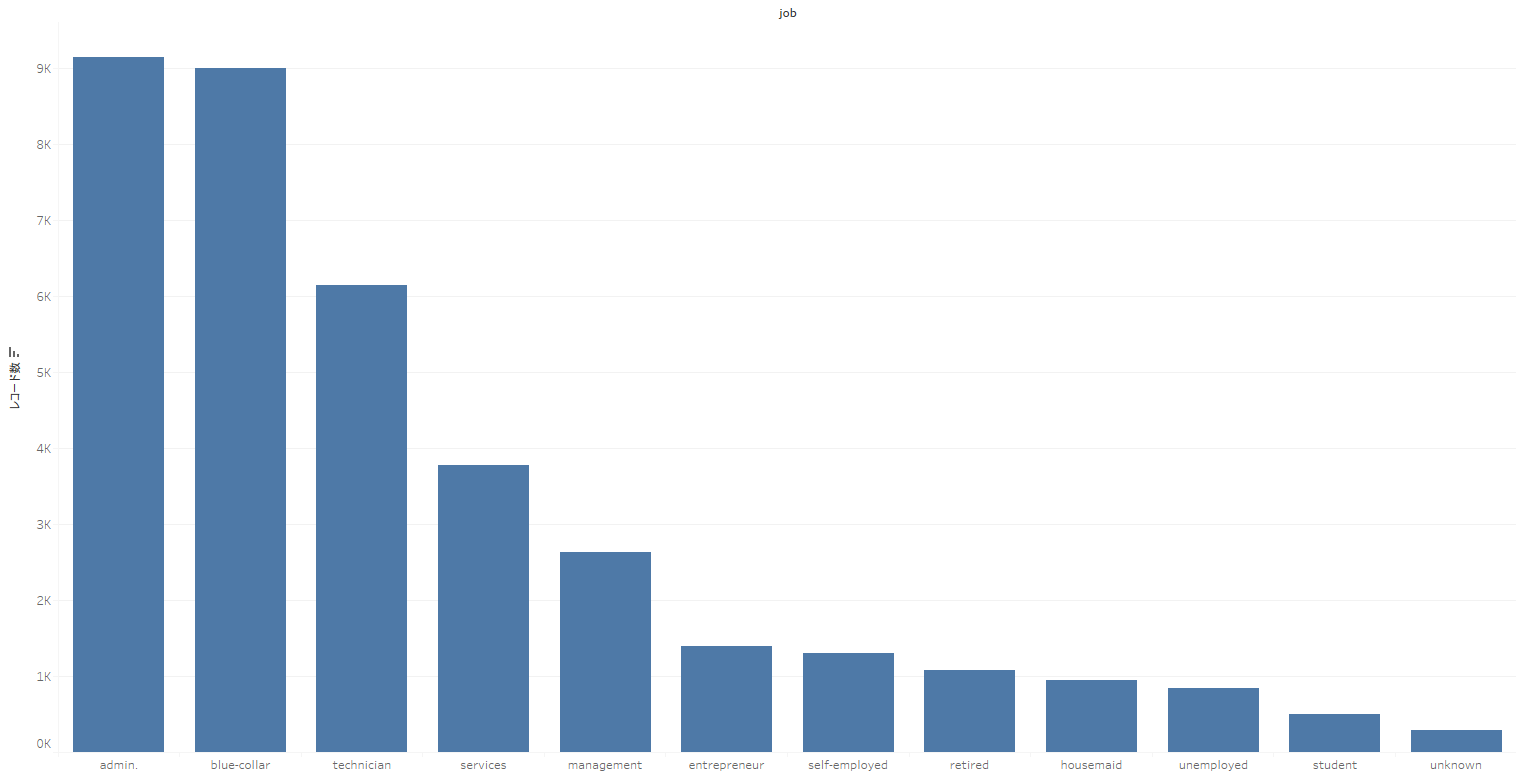 job
9K
8K
7K
6K
5K
4K
3K
2K
1K
0K
レコード数
admin. blue-collar technician services management entrepreneur self-employed retired housemaid unemployed student unknown